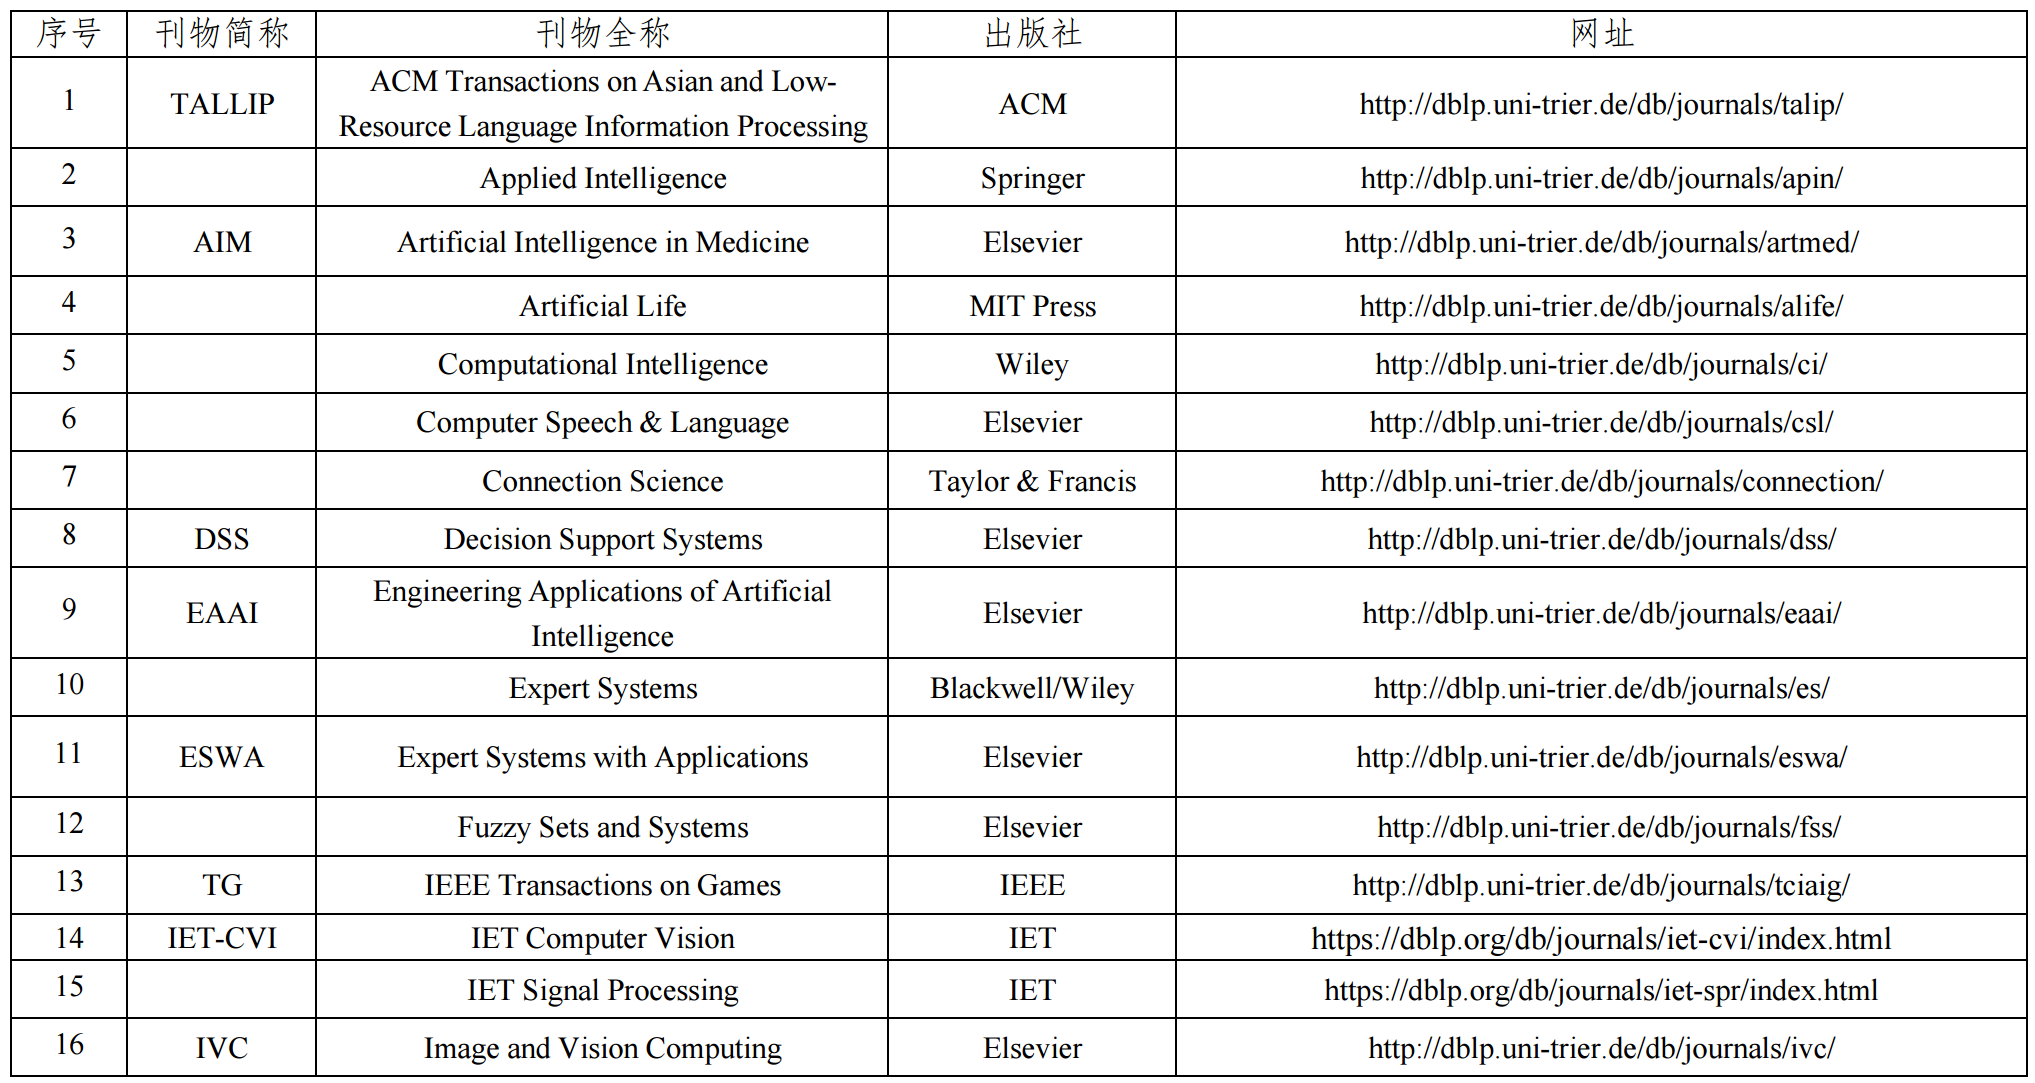 序号 刊物简称 刊物全称 出版社 网址
1 TALLIP ACM Transactions on Asian and Low-
Resource Language Information Processing ACM http://dblp.uni-trier.de/db/journals/talip/
2 Applied Intelligence Springer http://dblp.uni-trier.de/db/journals/apin/
3 AIM Artificial Intelligence in Medicine Elsevier http://dblp.uni-trier.de/db/journals/artmed/
4 Artificial Life MIT Press http://dblp.uni-trier.de/db/journals/alife/
5 Computational Intelligence Wiley http://dblp.uni-trier.de/db/journals/ci/
6 Computer Speech & Language Elsevier http://dblp.uni-trier.de/db/journals/csl/
7 Connection Science Taylor & Francis http://dblp.uni-trier.de/db/journals/connection/
8 DSS Decision Support Systems Elsevier http://dblp.uni-trier.de/db/journals/dss/
9 EAAI Engineering Applications of Artificial
Intelligence Elsevier http://dblp.uni-trier.de/db/journals/eaai/
10 Expert Systems Blackwell/Wiley http://dblp.uni-trier.de/db/journals/es/
11 ESWA Expert Systems with Applications Elsevier http://dblp.uni-trier.de/db/journals/eswa/
12 Fuzzy Sets and Systems Elsevier http://dblp.uni-trier.de/db/journals/fss/
13 TG IEEE Transactions on Games IEEE http://dblp.uni-trier.de/db/journals/tciaig/
14 IET-CVI IET Computer Vision IET https://dblp.org/db/journals/iet-cvi/index.html
15 IET Signal Processing IET https://dblp.org/db/journals/iet-spr/index.html
16 IVC Image and Vision Computing Elsevier http://dblp.uni-trier.de/db/journals/ivc/